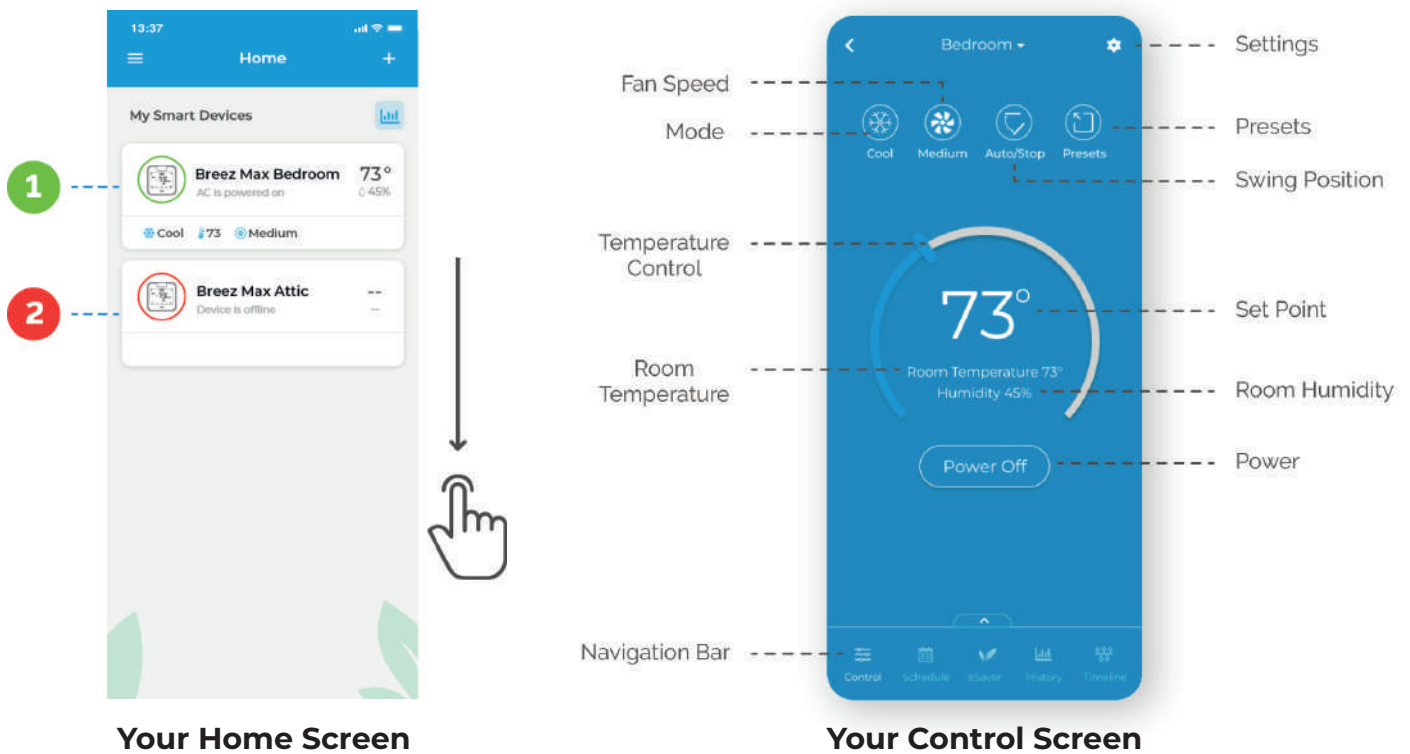 13:37
Home
+
My Smart Devices
1
Breez Max Bedroom
73°
AC is powered on
45%
Cool
73
Medium
2
Breez Max Attic
--
Device is offline
--
Your Home Screen
Bedroom
Settings
Fan Speed
Mode
Presets
Cool
Medium
Auto/Stop
Presets
Swing Position
Temperature
Control
73°
Set Point
Room
Temperature
Room Temperature 73°
Humidity 45%
Room Humidity
Power Off
Power
Navigation Bar
Control
Schedule
eSaver
History
Timeline
Your Control Screen